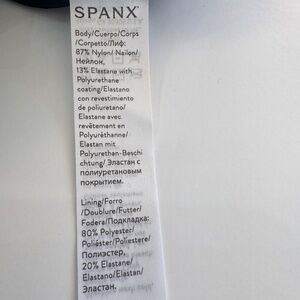 SPANX
Body/Cuerpo/Corps
/Corpetto/Лиф:
87% Nylon/ Nailon/
Нейлон,
13% Elastane with
Polyurethane
coating/Elastano
con revestimiento
de poliuretano/
Elastane avec
revêtement en
Polyuréthanne/
Elastan mit
Polyurethan-Beschi
chtung/ Эластан с
полиуретановым
покрытием.
Lining/Forro
/Doublure/Futter/
Fodera/Подкладка:
80% Polyester/
Poliéster/Poliestere/
Полиэстер,
20% Elastane/
Elastano/Elastan/
Эластан.